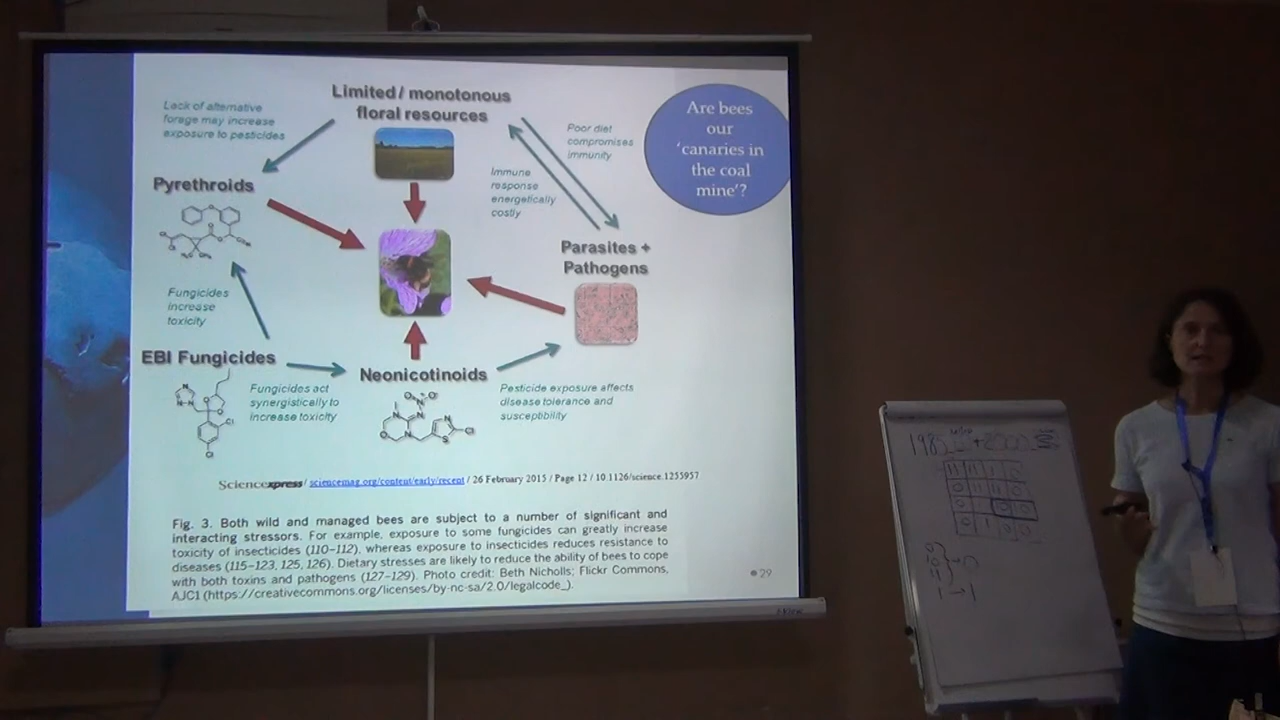 Limited / monotonous
floral resources
Lack of alternative
forage may increase
exposure to pesticides
Poor diet
compromises
immunity
Immune
response
energetically
costly
Are bees
our
'canaries in
the coal
mine'?
Pyrethroids
Parasites +
Pathogens
Fungicides
increase
toxicity
EBI Fungicides
Neonicotinoids
Fungicides act
synergistically to
increase toxicity
Pesticide exposure affects
disease tolerance and
susceptibility
Scienceexpress / sciencemag.org/content/early/recent / 26 February 2015 / Page 12 / 10.1126/science.1255957
Fig. 3. Both wild and managed bees are subject to a number of significant and
interacting stressors. For example, exposure to some fungicides can greatly increase
toxicity of insecticides (110–112), whereas exposure to insecticides reduces resistance to
diseases (115–123, 125, 126). Dietary stresses are likely to reduce the ability of bees to cope
with both toxins and pathogens (127–129). Photo credit: Beth Nicholls; Flickr Commons,
AJC1 (https://creativecommons.org/licenses/by-nc-sa/2.0/legalcode_).
29
1985